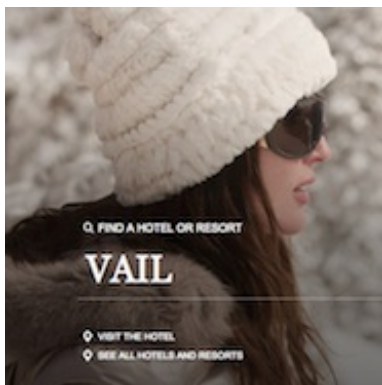 FIND A HOTEL OR RESORT
VAIL
VISIT THE HOTEL
SEE ALL HOTELS AND RESORTS